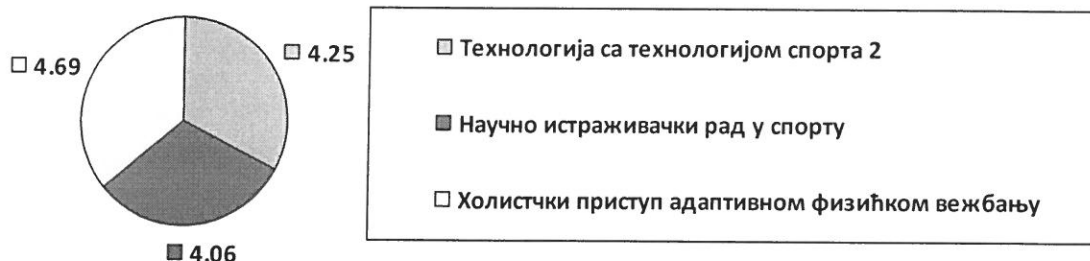 4.69
4.25
4.06
Технологија са технологијом спорта 2
Научно истраживачки рад у спорту
Холистчки приступ адаптивном физићком вежбању